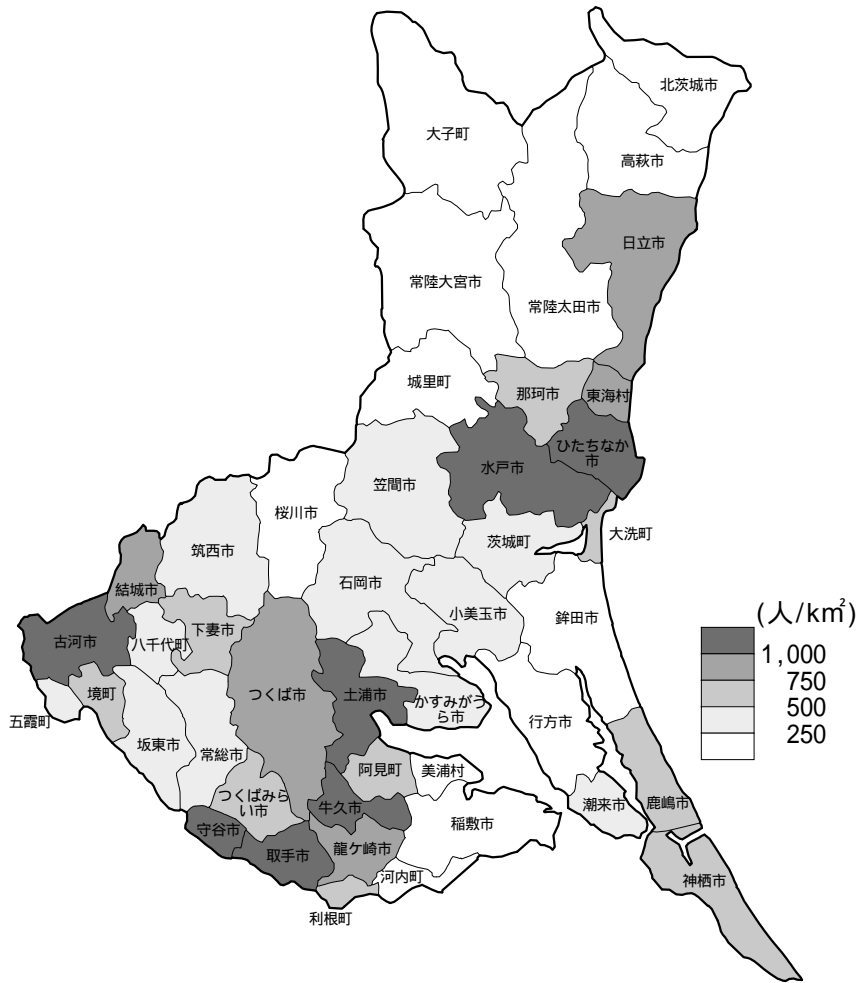 北茨城市
大子町
高萩市
日立市
常陸大宮市
常陸太田市
城里町
那珂市
東海村
ひたちなか
市
水戸市
笠間市
桜川市
大洗町
茨城町
筑西市
石岡市
結城市
小美玉市
鉾田市
下妻市
古河市
八千代町
(人/km²)
1,000
750
500
250
境町
つくば市
土浦市
かすみがう
ら市
五霞町
行方市
坂東市
常総市
阿見町
美浦村
つくばみら
い市
牛久市
潮来市
鹿嶋市
守谷市
稲敷市
取手市
龍ケ崎市
河内町
神栖市
利根町